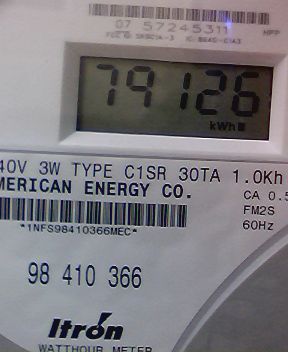 07 57245311
HPP
79126
kWh
40V 3W TYPE C1SR 30TA 1.0Kh
MERICAN ENERGY CO.
CA 0.5
FM2S
60Hz
*1NFS98410366MEC*
98 410 366
Itron
WATTHOUR METER